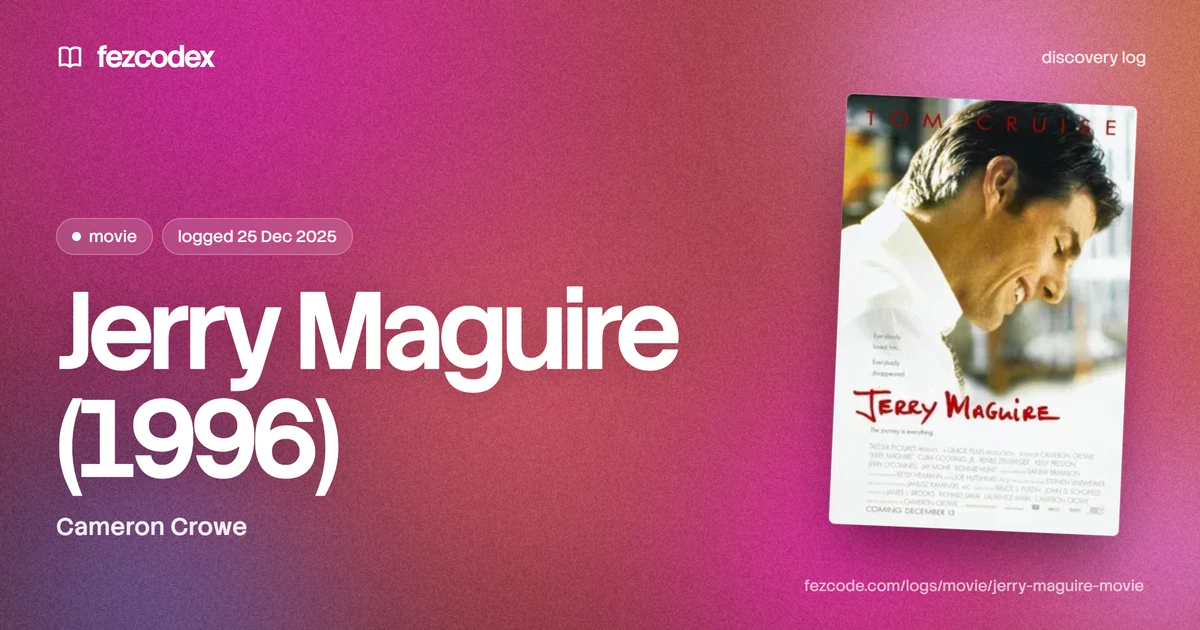 fezcodex
discovery log
movie
logged 25 Dec 2025
Jerry Maguire
(1996)
Cameron Crowe
TOM CRUISE
Everybody
loved him...
Everybody
disappeared.
JERRY MAGUIRE
The journey is everything.
COMING DECEMBER 13
fezcode.com/logs/movie/jerry-maguire-movie